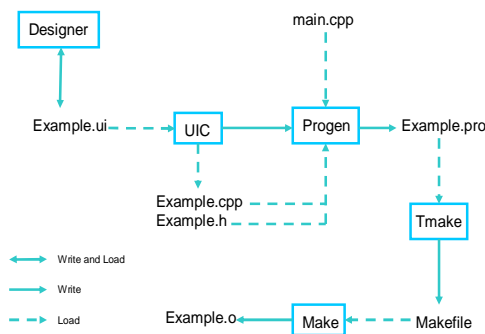 main.cpp
Designer
Example.ui
UIC
Progen
Example.pro
Example.cpp
Example.h
Tmake
Write and Load
Write
Load
Example.o
Make
Makefile